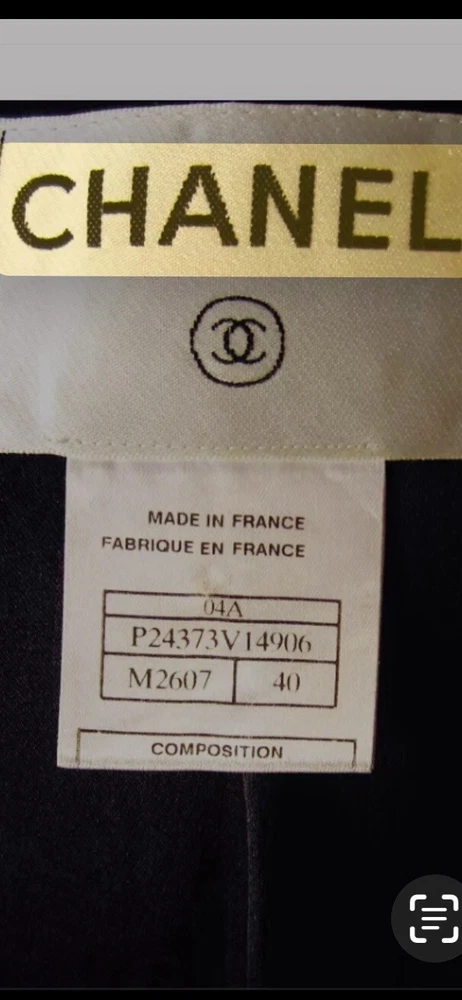 CHANEL
MADE IN FRANCE
FABRIQUE EN FRANCE
04A
P24373V14906
M2607 40
COMPOSITION